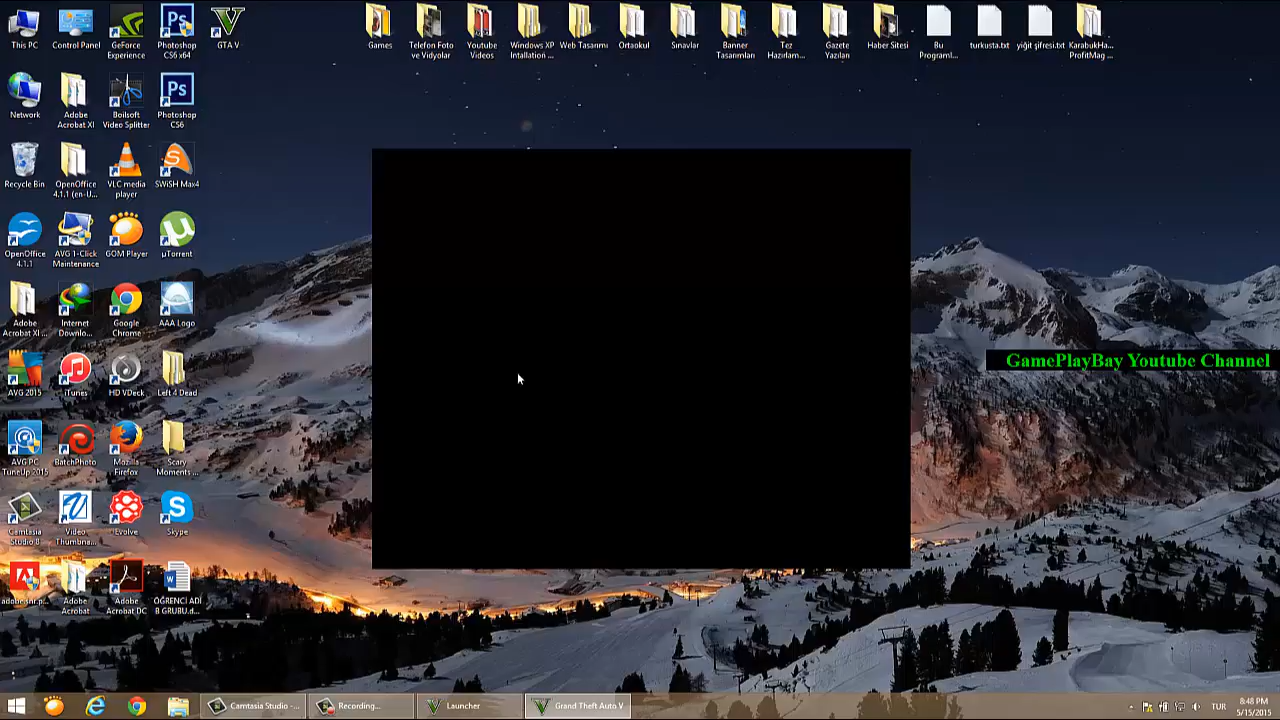 This PC
Control Panel
GeForce
Experience
Photoshop
CS6 x64
GTA V
Games
Telefon Foto
ve Vidyolar
Youtube
Videos
Windows XP
Intallation ...
Web Tasarımı
Ortaokul
Sınavlar
Banner
Tasarımları
Tez
Hazırlam...
Gazete
Yazıları
Haber Sitesi
Bu
Programl...
turkusta.txt
yiğit şifresi.txt
KarabukHa...
ProfitMag ...
Network
Adobe
Acrobat XI
Boilsoft
Video Splitter
Photoshop
CS6
Recycle Bin
OpenOffice
4.1.1 (en-U...
VLC media
player
SWiSH Max4
OpenOffice
4.1.1
AVG 1-Click
Maintenance
GOM Player
µTorrent
Adobe
Acrobat XI ...
Internet
Downlo...
Google
Chrome
AAA Logo
GamePlayBay Youtube Channel
AVG 2015
iTunes
HD VDeck
Left 4 Dead
AVG PC
TuneUp 2015
BatchPhoto
Mozilla
Firefox
Scary
Moments ...
Camtasia
Studio 8
Video
Thumbna...
Evolve
Skype
Adobe
Acrobat
Adobe
Acrobat DC
ÖĞRENCİ ADİ
B GRUBU.d...
Camtasia Studio -...
Recording...
Launcher
Grand Theft Auto V
TUR
8:48 PM
5/15/2015